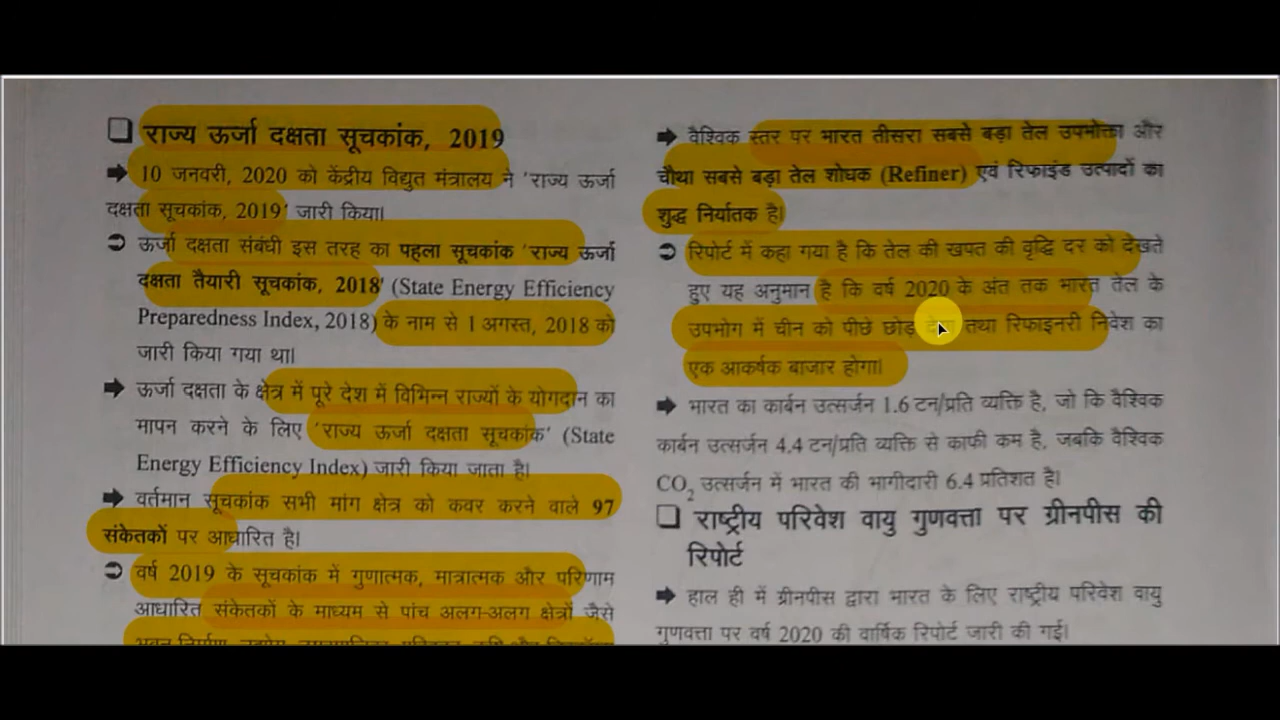 ❑ राज्य ऊर्जा दक्षता सूचकांक, 2019
➡ 10 जनवरी, 2020 को केंद्रीय विद्युत मंत्रालय ने 'राज्य ऊर्जा
दक्षता सूचकांक, 2019' जारी किया।
⊃ ऊर्जा दक्षता संबंधी इस तरह का पहला सूचकांक 'राज्य ऊर्जा
दक्षता तैयारी सूचकांक, 2018' (State Energy Efficiency
Preparedness Index, 2018) के नाम से 1 अगस्त, 2018 को
जारी किया गया था।
➡ ऊर्जा दक्षता के क्षेत्र में पूरे देश में विभिन्न राज्यों के योगदान का
मापन करने के लिए 'राज्य ऊर्जा दक्षता सूचकांक' (State
Energy Efficiency Index) जारी किया जाता है।
➡ वर्तमान सूचकांक सभी मांग क्षेत्र को कवर करने वाले 97
संकेतकों पर आधारित है।
⊃ वर्ष 2019 के सूचकांक में गुणात्मक, मात्रात्मक और परिणाम
आधारित संकेतकों के माध्यम से पांच अलग-अलग क्षेत्रों जैसे
➡ वैश्विक स्तर पर भारत तीसरा सबसे बड़ा तेल उपभोक्ता और
चौथा सबसे बड़ा तेल शोधक (Refiner) एवं रिफाइंड उत्पादों का
शुद्ध निर्यातक है।
⊃ रिपोर्ट में कहा गया है कि तेल की खपत की वृद्धि दर को देखते
हुए यह अनुमान है कि वर्ष 2020 के अंत तक भारत तेल के
उपभोग में चीन को पीछे छोड़ तथा रिफाइनरी निवेश का
एक आकर्षक बाजार होगा।
➡ भारत का कार्बन उत्सर्जन 1.6 टन/प्रति व्यक्ति है, जो कि वैश्विक
कार्बन उत्सर्जन 4.4 टन/प्रति व्यक्ति से काफी कम है, जबकि वैश्विक
CO₂ उत्सर्जन में भारत की भागीदारी 6.4 प्रतिशत है।
❑ राष्ट्रीय परिवेश वायु गुणवत्ता पर ग्रीनपीस की
रिपोर्ट
➡ हाल ही में ग्रीनपीस द्वारा भारत के लिए राष्ट्रीय परिवेश वायु
गुणवत्ता पर वर्ष 2020 की वार्षिक रिपोर्ट जारी की गई।